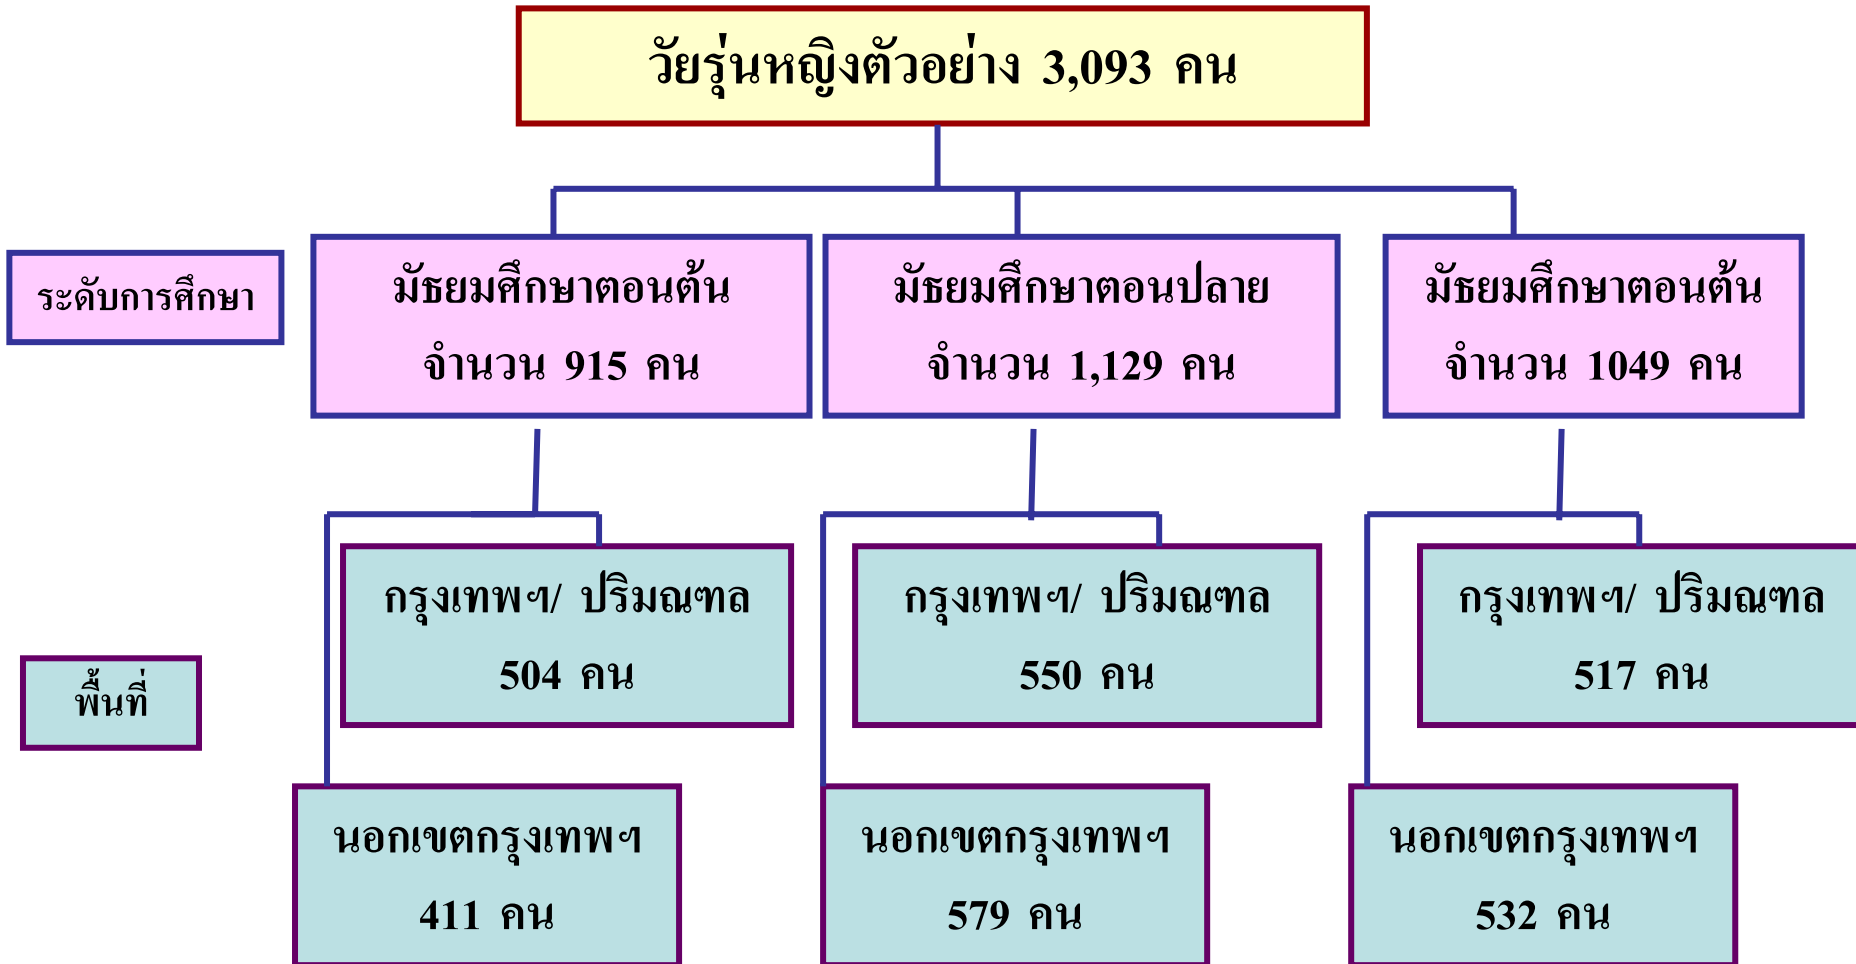 วัยรุ่นหญิงตัวอย่าง 3,093 คน
ระดับการศึกษา
มัธยมศึกษาตอนต้น
จำนวน 915 คน
มัธยมศึกษาตอนปลาย
จำนวน 1,129 คน
มัธยมศึกษาตอนต้น
จำนวน 1049 คน
พื้นที่
กรุงเทพฯ/ ปริมณฑล
504 คน
กรุงเทพฯ/ ปริมณฑล
550 คน
กรุงเทพฯ/ ปริมณฑล
517 คน
นอกเขตกรุงเทพฯ
411 คน
นอกเขตกรุงเทพฯ
579 คน
นอกเขตกรุงเทพฯ
532 คน